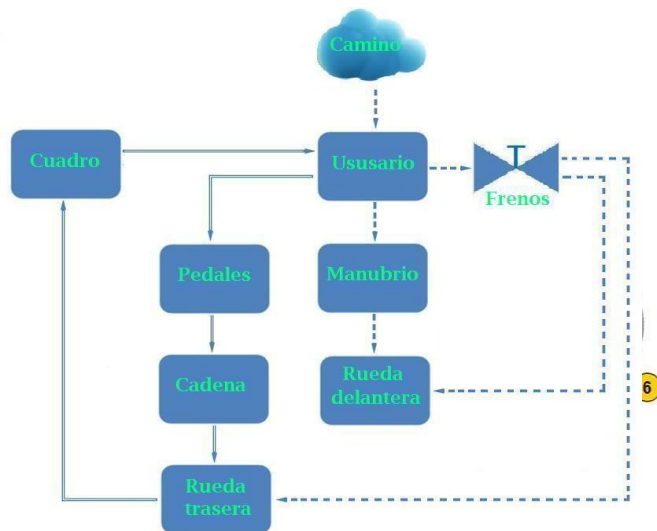 Camino
Cuadro
Ususario
T
Frenos
Pedales
Manubrio
Cadena
Rueda
delantera
6
Rueda
trasera